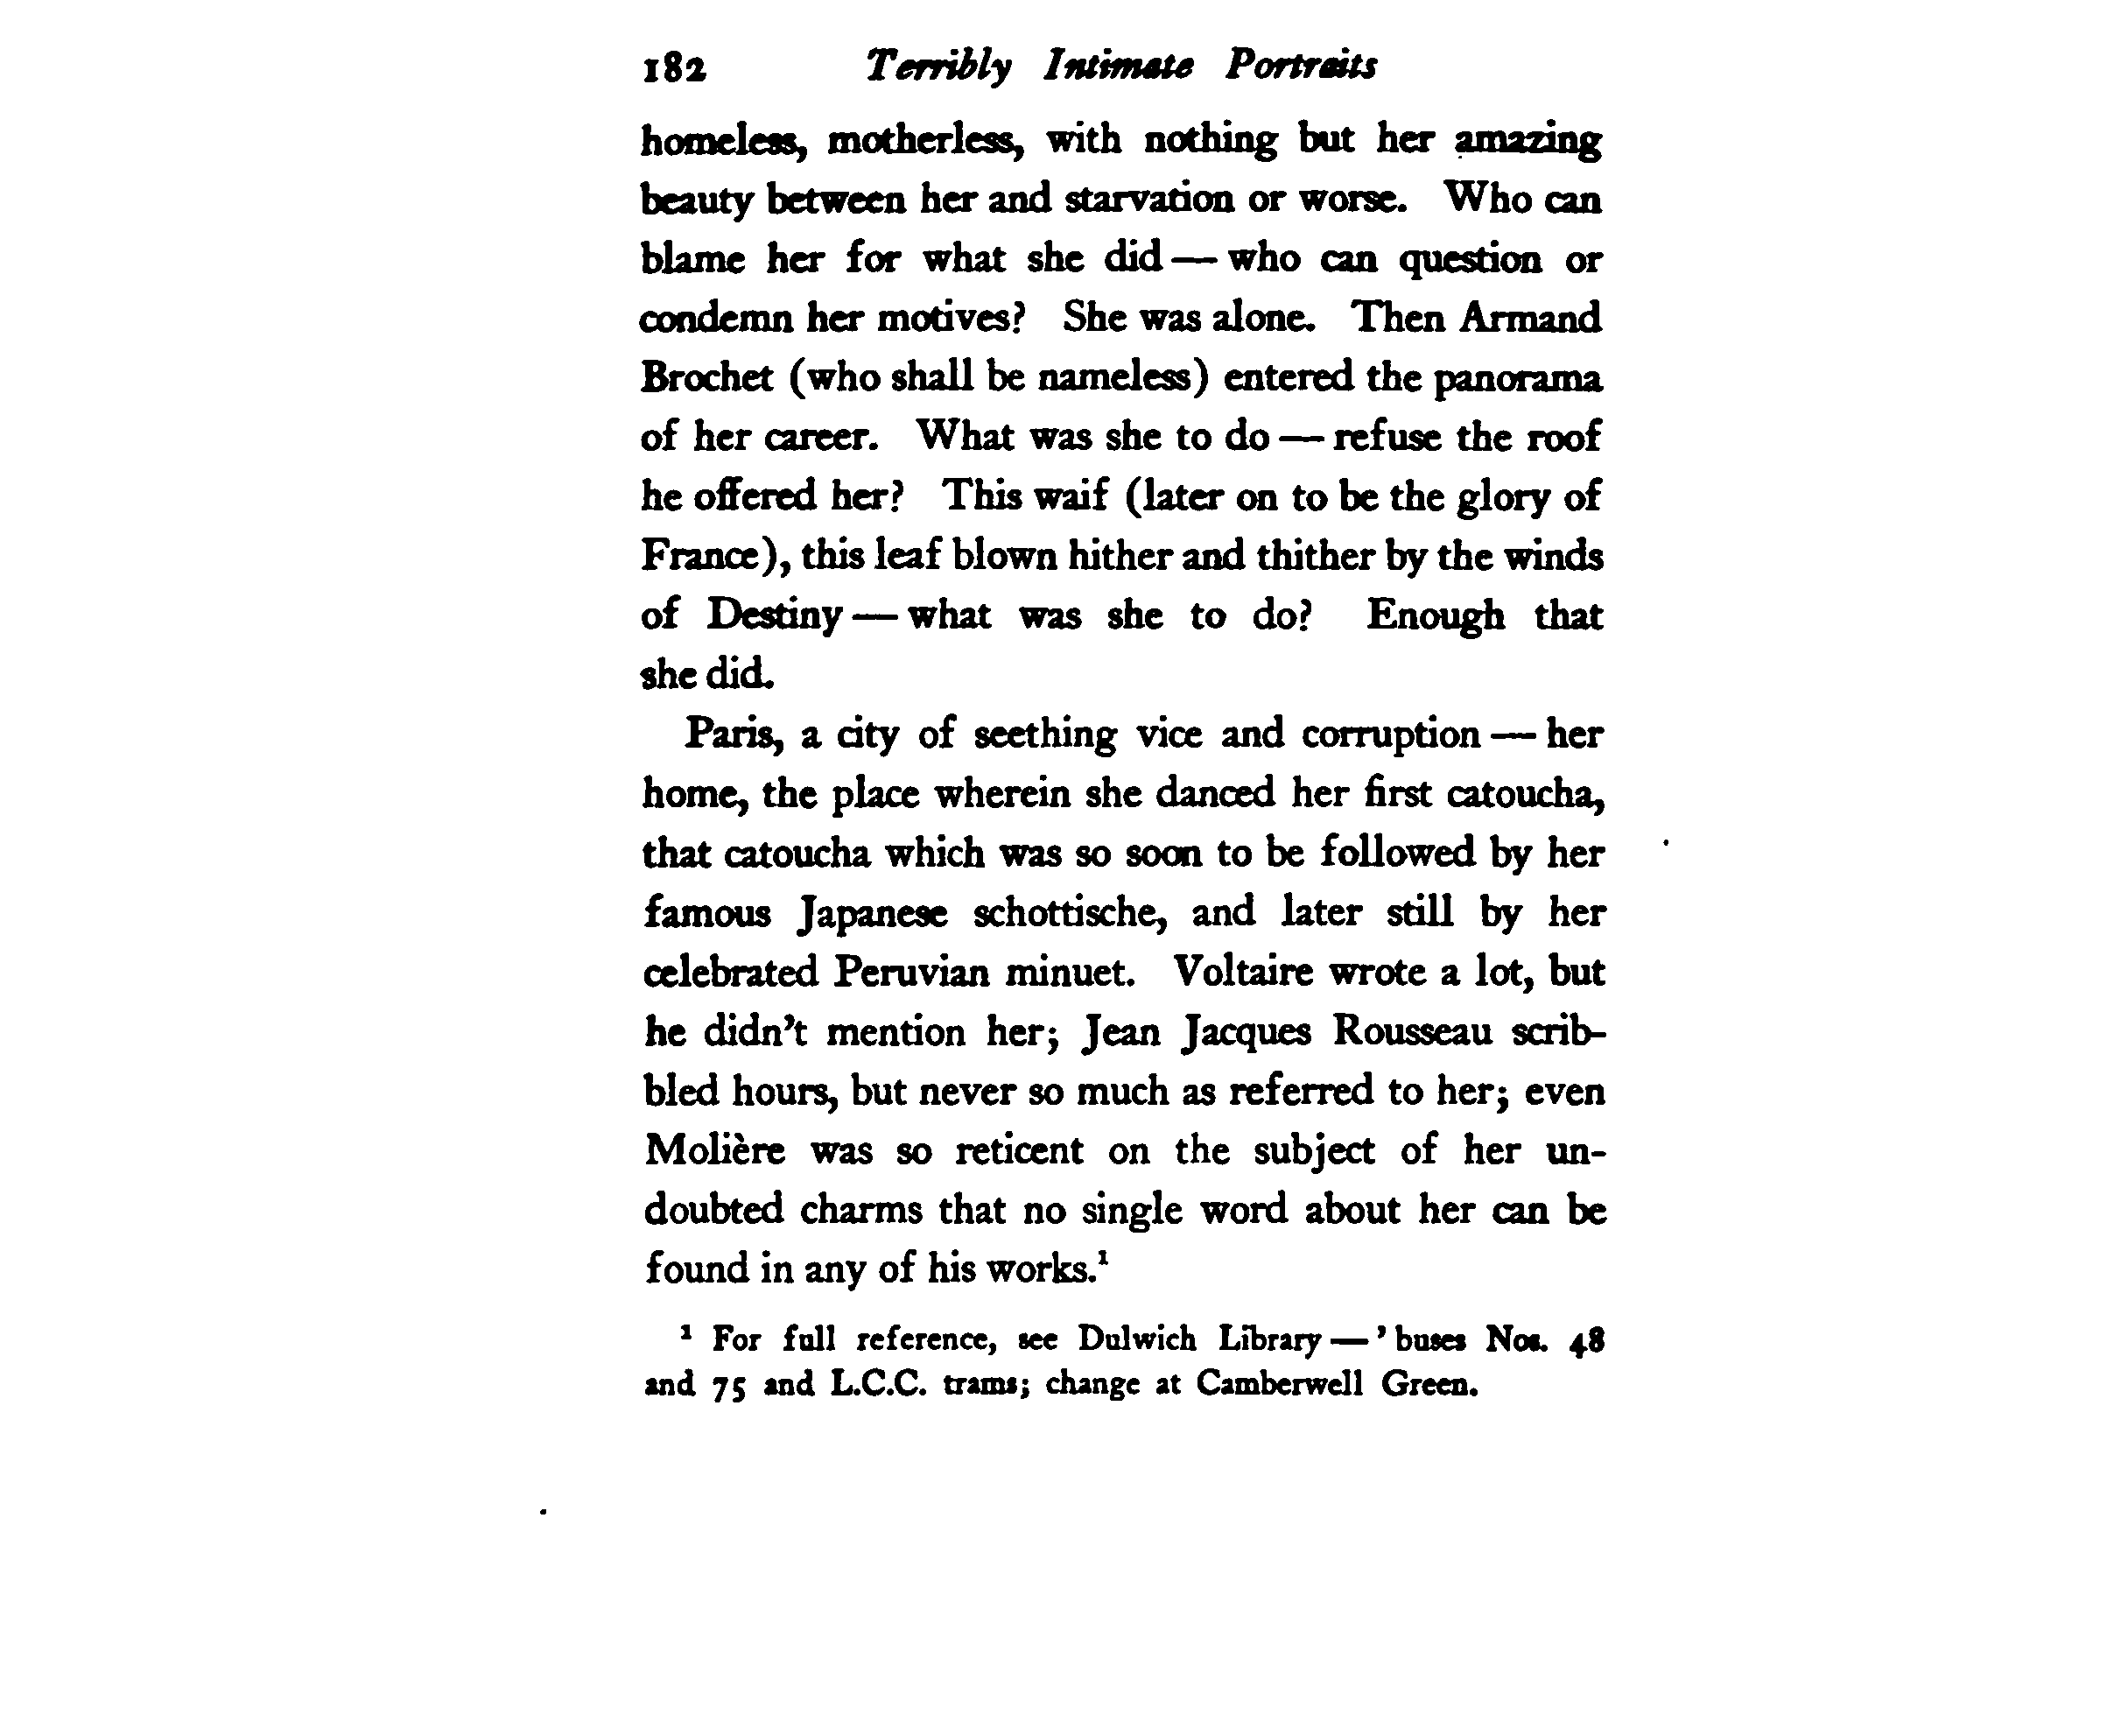 182 Terribly Intimate Portraits
homeless, motherless, with nothing but her amazing
beauty between her and starvation or worse. Who can
blame her for what she did — who can question or
condemn her motives? She was alone. Then Armand
Brochet (who shall be nameless) entered the panorama
of her career. What was she to do — refuse the roof
he offered her? This waif (later on to be the glory of
France), this leaf blown hither and thither by the winds
of Destiny — what was she to do? Enough that
she did.
Paris, a city of seething vice and corruption — her
home, the place wherein she danced her first catoucha,
that catoucha which was so soon to be followed by her
famous Japanese schottische, and later still by her
celebrated Peruvian minuet. Voltaire wrote a lot, but
he didn't mention her; Jean Jacques Rousseau scrib-
bled hours, but never so much as referred to her; even
Molière was so reticent on the subject of her un-
doubted charms that no single word about her can be
found in any of his works.¹
¹ For full reference, see Dulwich Library — 'buses Nos. 48
and 75 and L.C.C. trams; change at Camberwell Green.